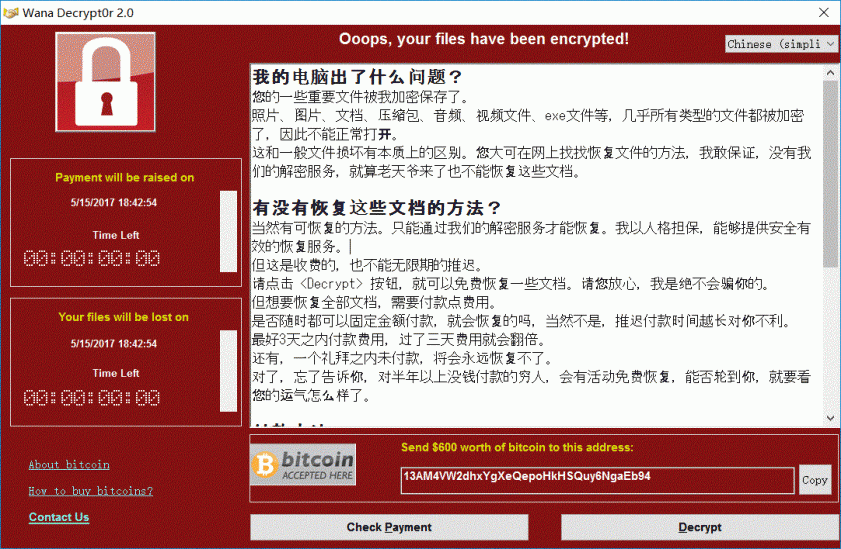 Wana Decrypt0r 2.0
Ooops, your files have been encrypted!
Chinese (simpli
我的电脑出了什么问题？
您的一些重要文件被我加密保存了。
照片、图片、文档、压缩包、音频、视频文件、exe文件等，几乎所有类型的文件都被加密
了，因此不能正常打开。
这和一般文件损坏有本质上的区别。您大可在网上找找恢复文件的方法，我敢保证，没有我
们的解密服务，就算老天爷来了也不能恢复这些文档。
有没有恢复这些文档的方法？
当然有可恢复的方法。只能通过我们的解密服务才能恢复。我以人格担保，能够提供安全有
效的恢复服务。
但这是收费的，也不能无限期的推迟。
请点击 <Decrypt> 按钮，就可以免费恢复一些文档。请您放心，我是绝不会骗你的。
但想要恢复全部文档，需要付款点费用。
是否随时都可以固定金额付款，就会恢复的吗，当然不是，推迟付款时间越长对你不利。
最好3天之内付款费用，过了三天费用就会翻倍。
还有，一个礼拜之内未付款，将会永远恢复不了。
对了，忘了告诉你，对半年以上没钱付款的穷人，会有活动免费恢复，能否轮到你，就要看
您的运气怎么样了。
Payment will be raised on
5/15/2017 18:42:54
Time Left
00:00:00:00
Your files will be lost on
5/15/2017 18:42:54
Time Left
00:00:00:00
About bitcoin
How to buy bitcoins?
Contact Us
bitcoin
ACCEPTED HERE
Send $600 worth of bitcoin to this address:
13AM4VW2dhxYgXeQepoHkHSQuy6NgaEb94
Copy
Check Payment
Decrypt